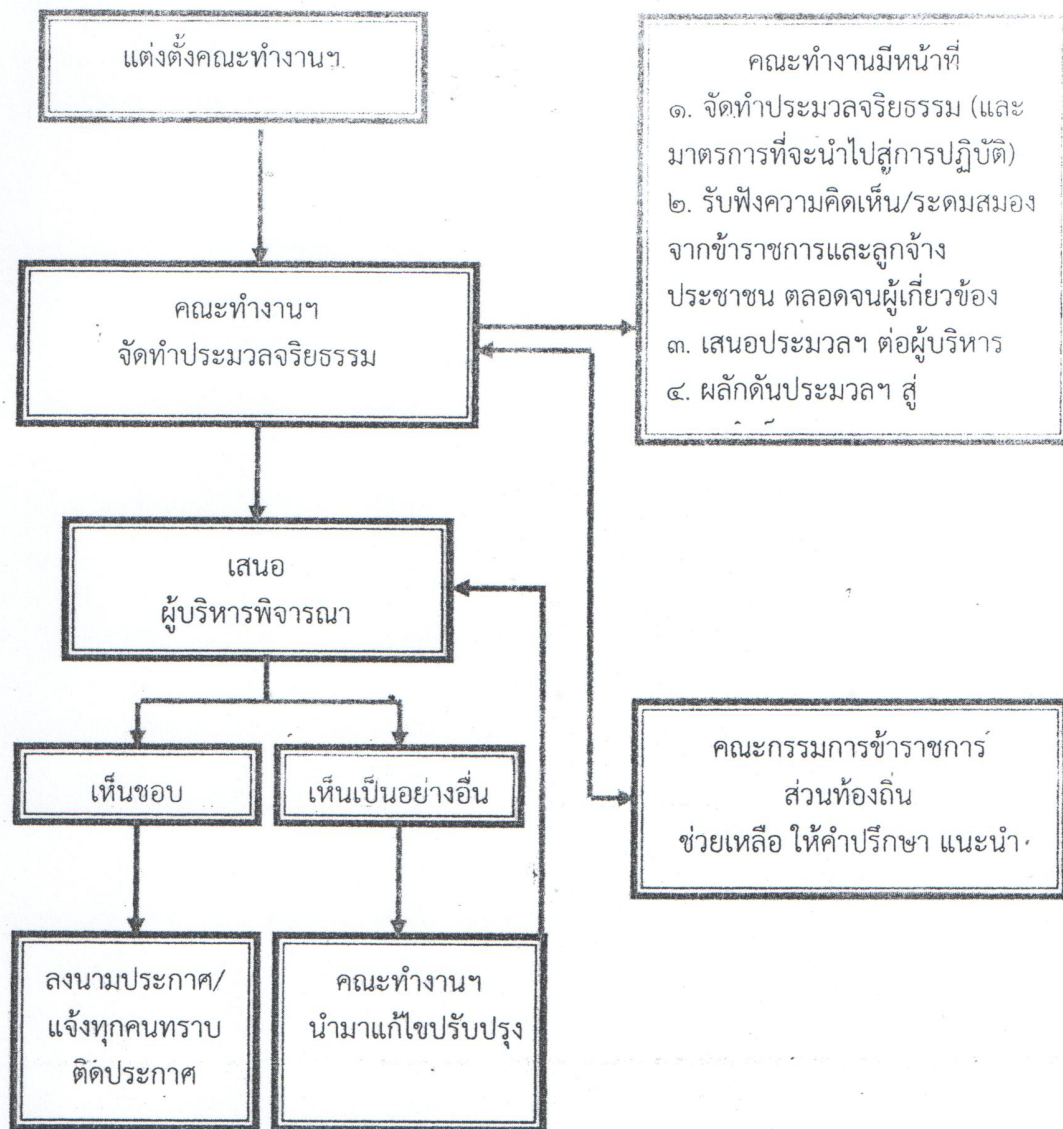 แต่งตั้งคณะทำงานฯ
คณะทำงานมีหน้าที่
๑. จัดทำประมวลจริยธรรม (และ
มาตรการที่จะนำไปสู่การปฏิบัติ)
๒. รับฟังความคิดเห็น/ระดมสมอง
จากข้าราชการและลูกจ้าง
ประชาชน ตลอดจนผู้เกี่ยวข้อง
๓. เสนอประมวลฯ ต่อผู้บริหาร
๔. ผลักดันประมวลฯ สู่
คณะทำงานฯ
จัดทำประมวลจริยธรรม
เสนอ
ผู้บริหารพิจารณา
คณะกรรมการข้าราชการ
ส่วนท้องถิ่น
ช่วยเหลือ ให้คำปรึกษา แนะนำ
เห็นชอบ
เห็นเป็นอย่างอื่น
ลงนามประกาศ/
แจ้งทุกคนทราบ
ติดประกาศ
คณะทำงานฯ
นำมาแก้ไขปรับปรุง